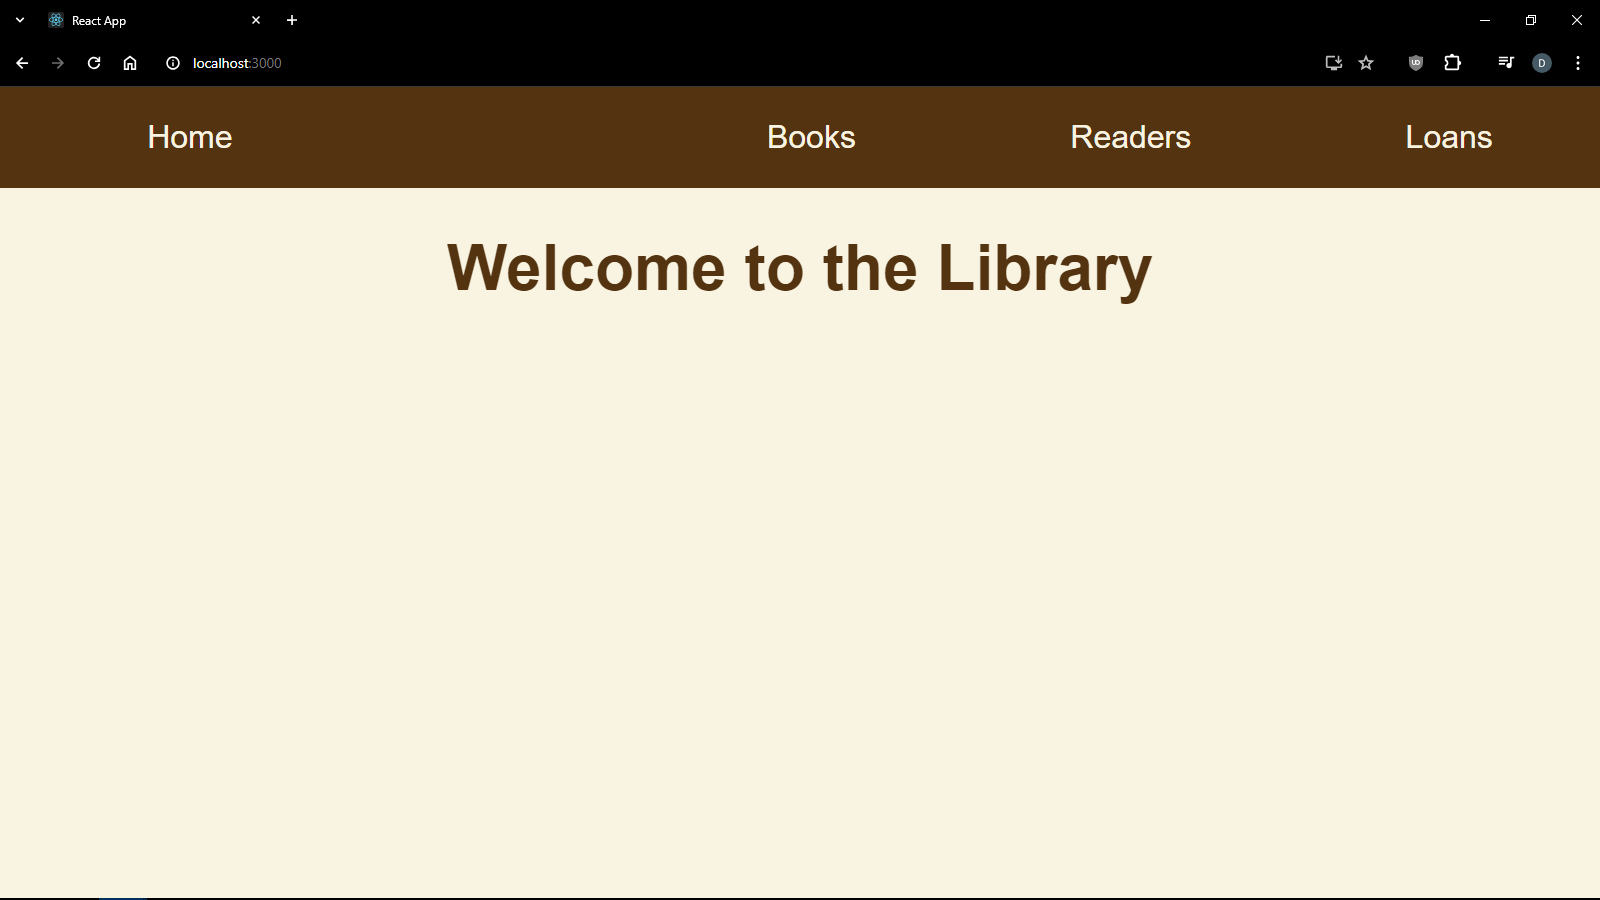 React App
localhost:3000
D
Home Books Readers Loans
Welcome to the Library